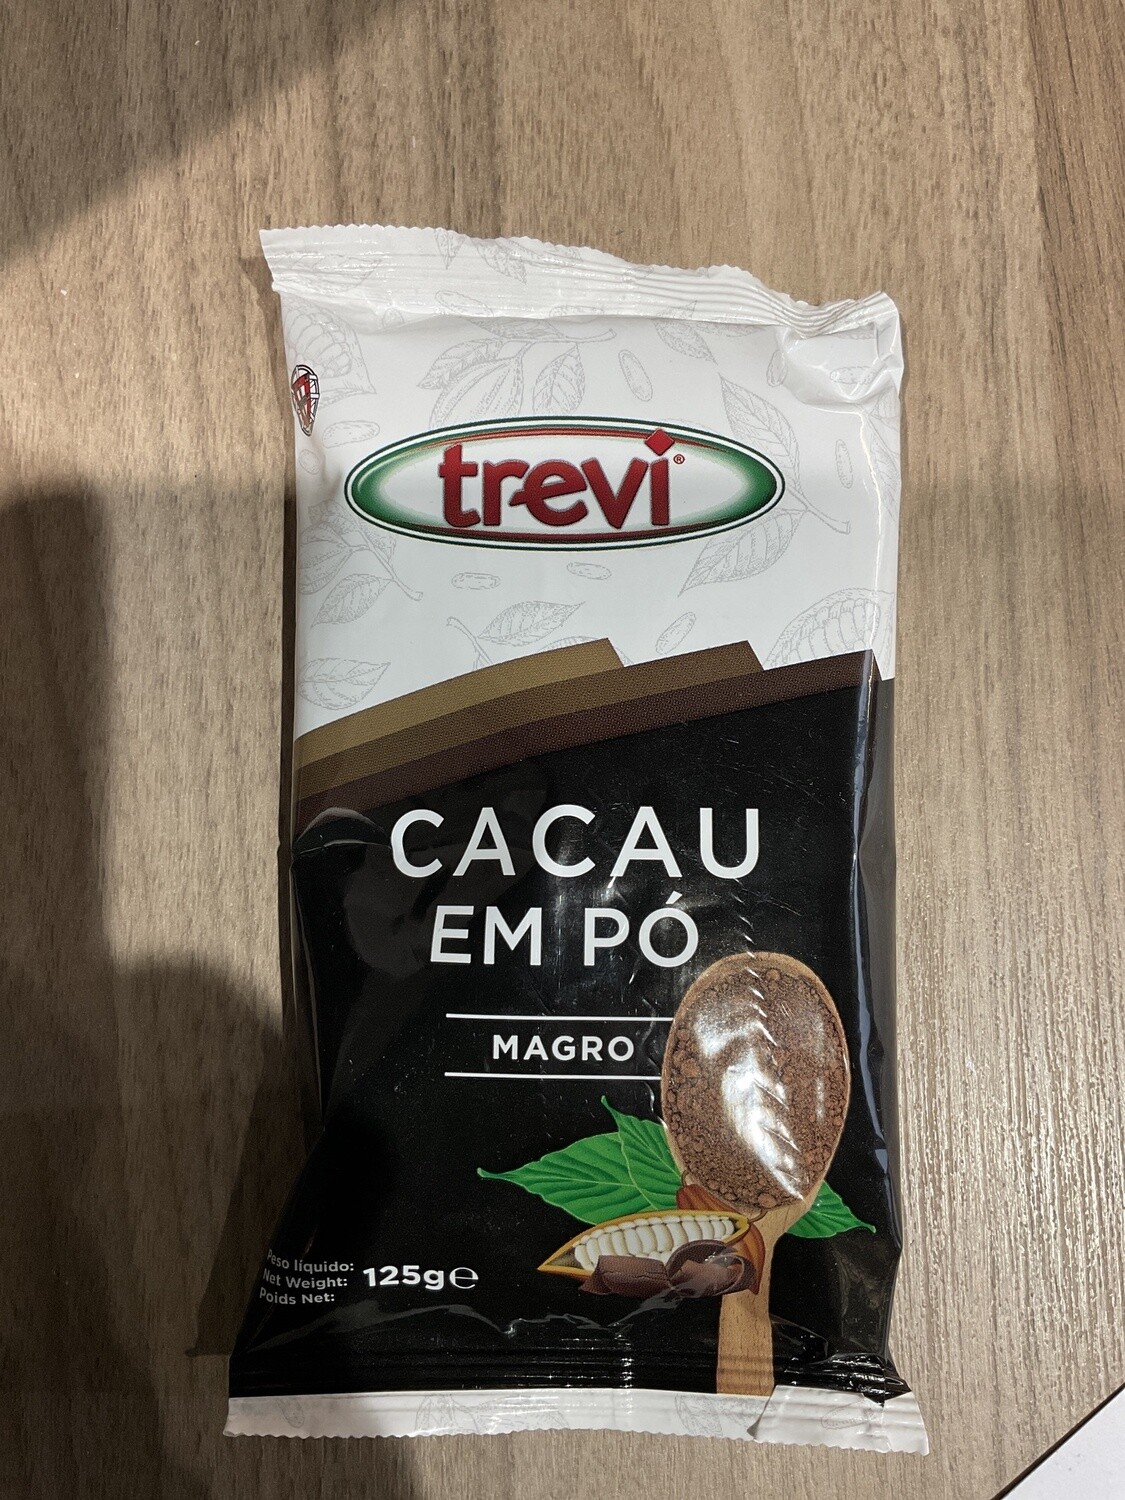 trevi®
CACAU
EM PÓ
MAGRO
Peso líquido:
Net Weight:
Poids Net:
125g℮